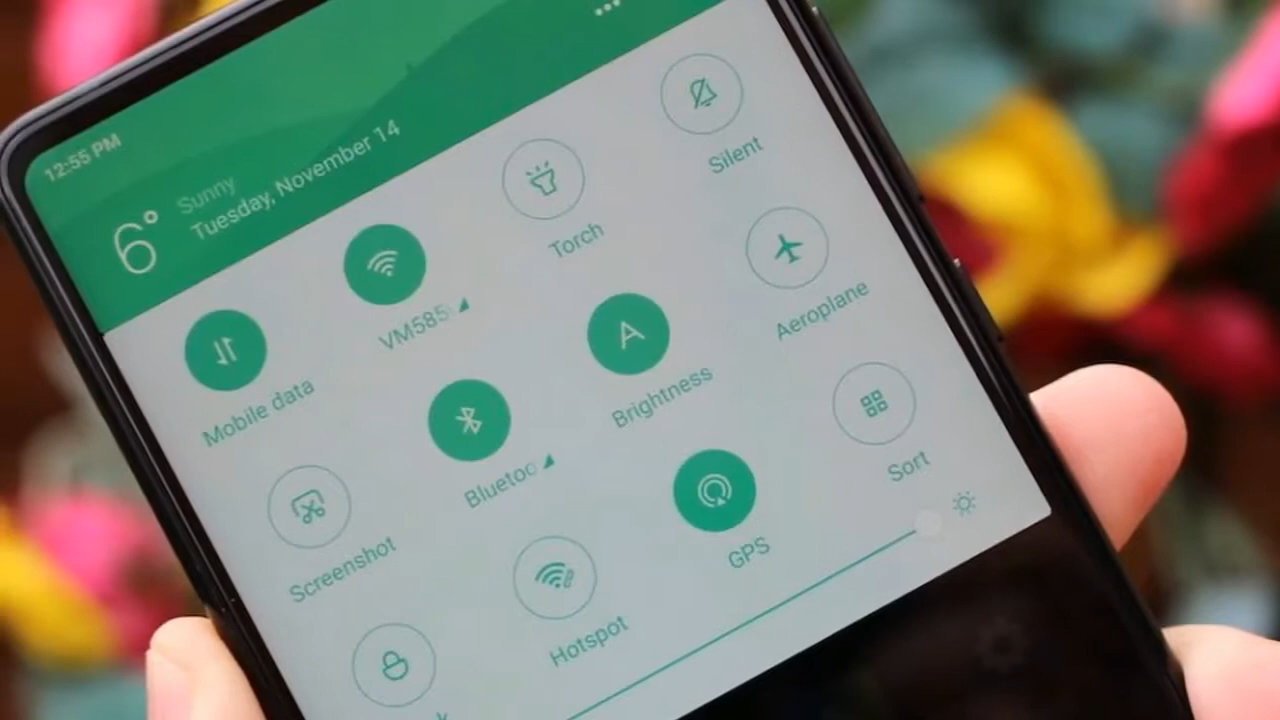 12:55 PM
6°
Sunny
Tuesday, November 14
Mobile data
VM585
Torch
Silent
Screenshot
Bluetoo
Brightness
Aeroplane
Hotspot
GPS
Sort